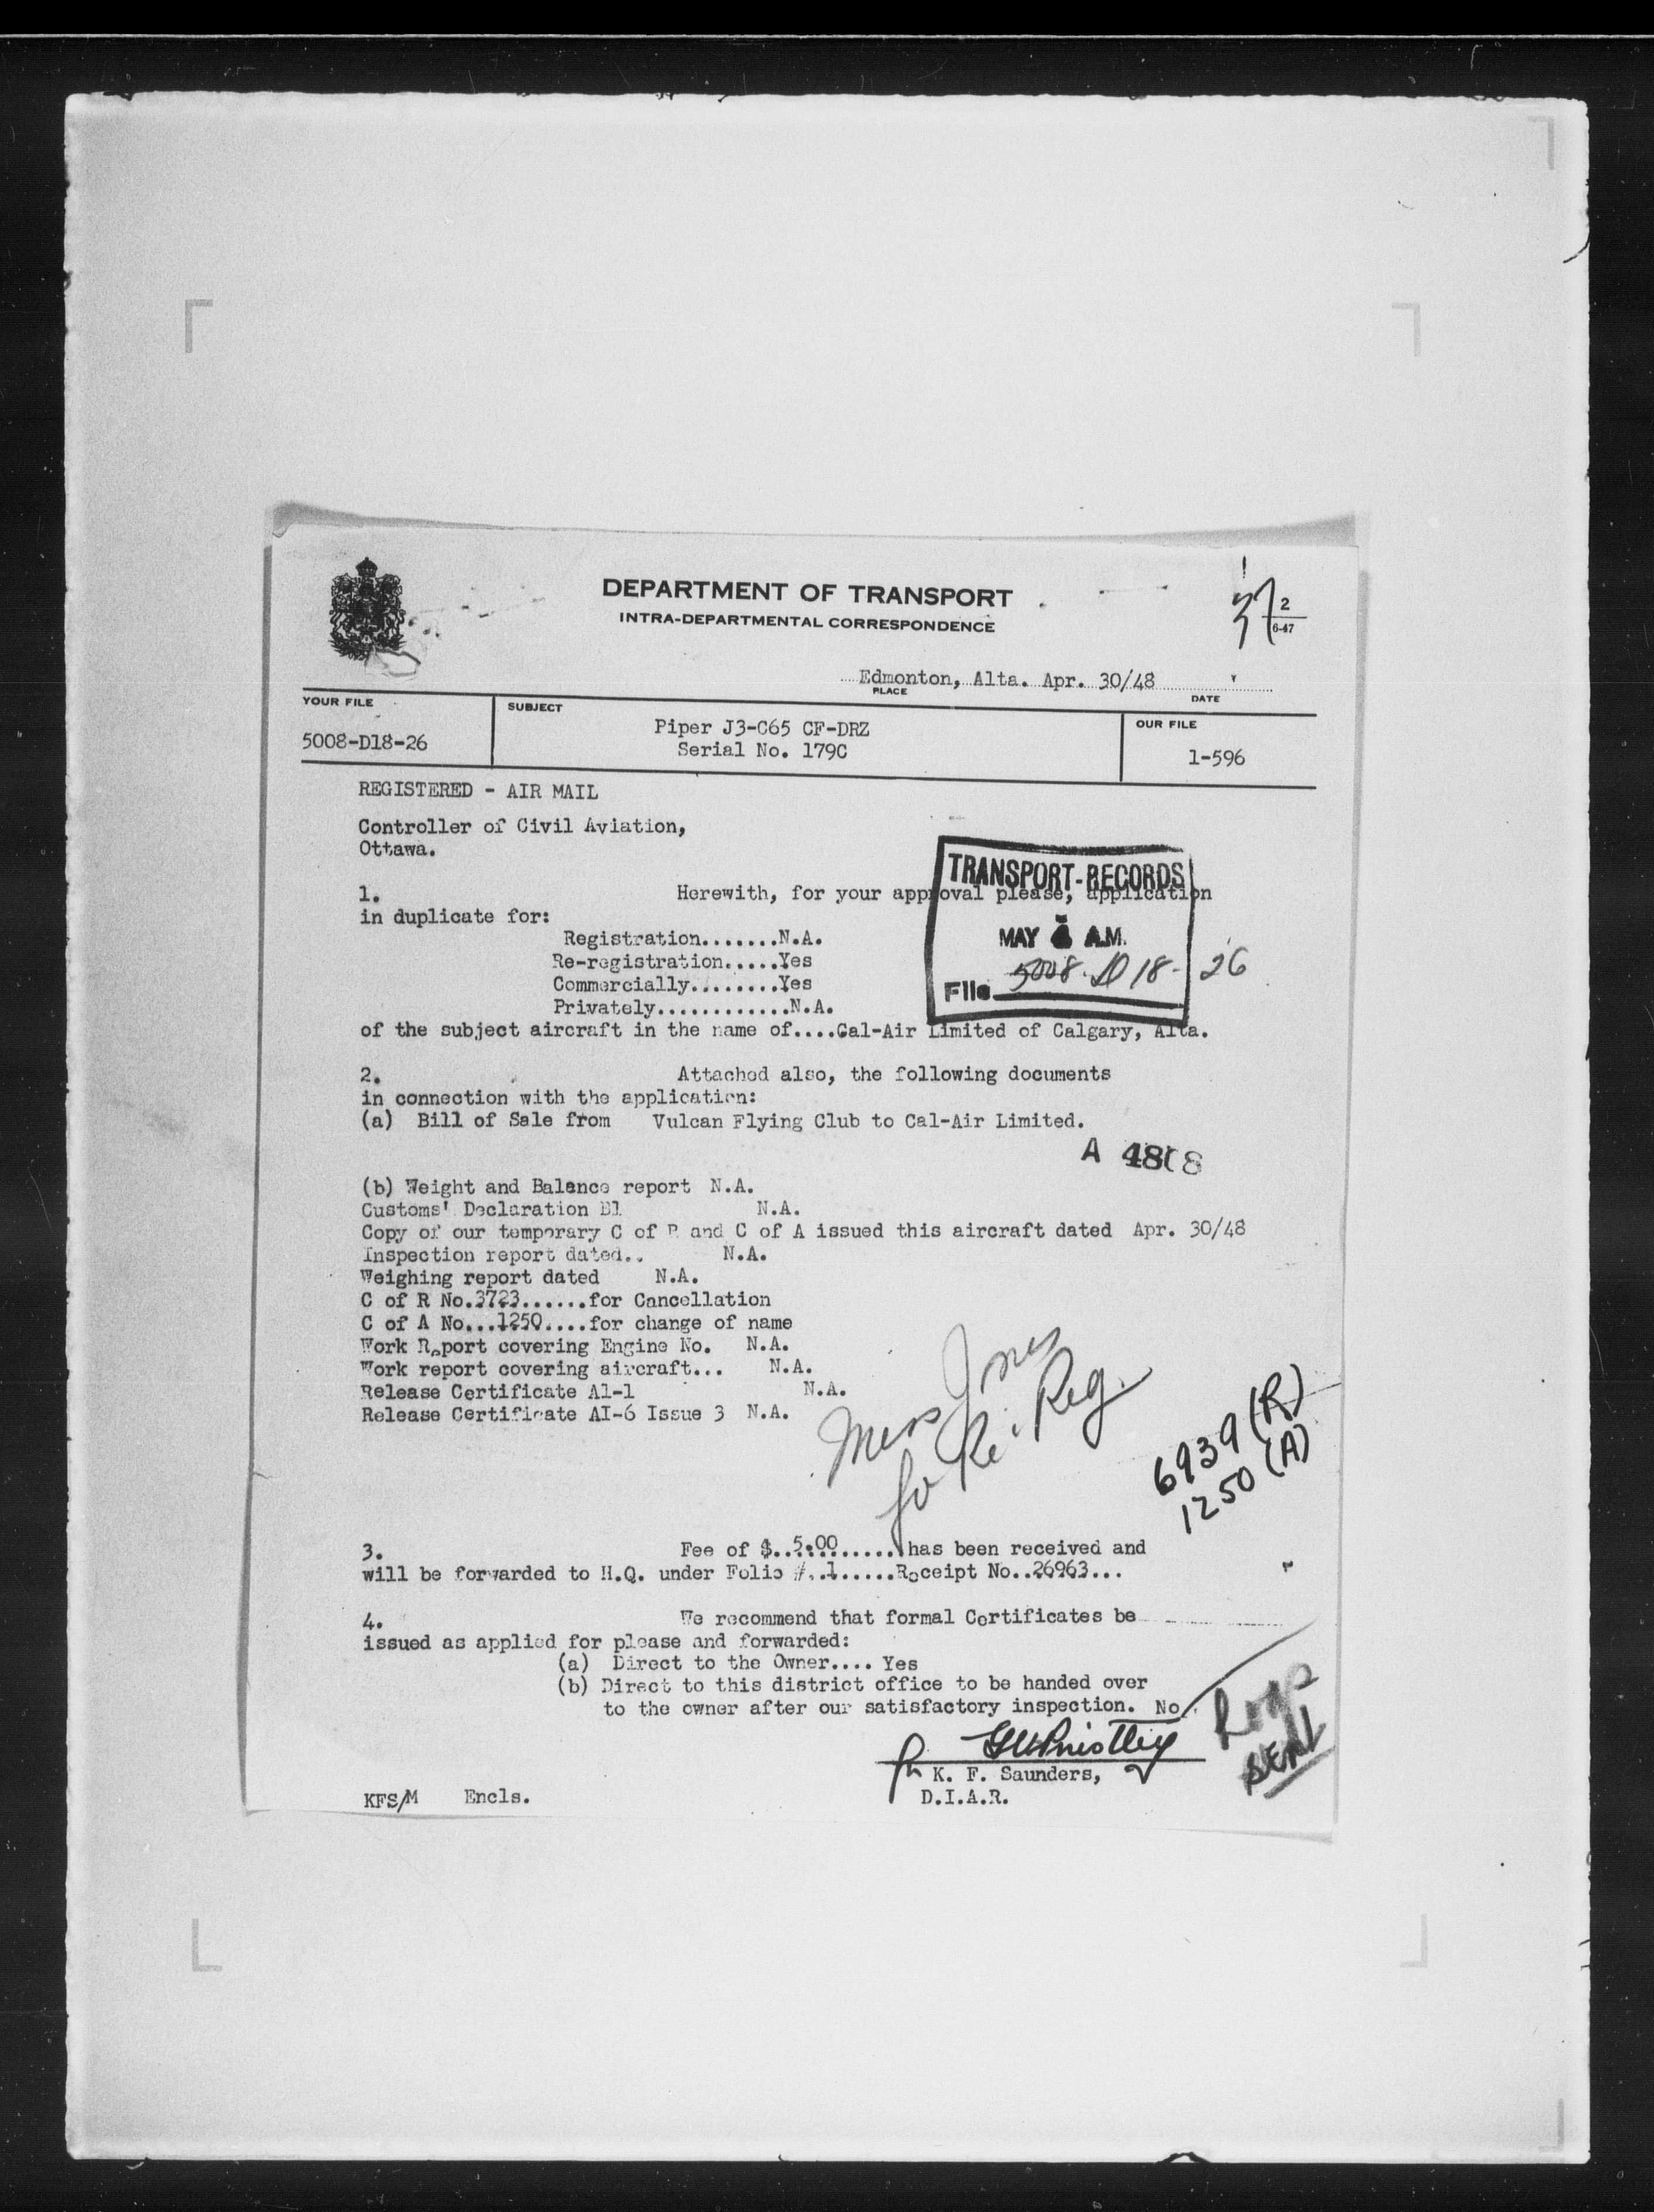 DEPARTMENT OF TRANSPORT
INTRA-DEPARTMENTAL CORRESPONDENCE
2
6-47
Edmonton, Alta. Apr. 30/48
PLACE
DATE
YOUR FILE
5008-D18-26
SUBJECT
Piper J3-C65 CF-DRZ
Serial No. 179C
OUR FILE
1-596
REGISTERED - AIR MAIL
Controller of Civil Aviation,
Ottawa.
TRANSPORT-RECORDS
MAY A.M.
File 5008-D18-26
1. Herewith, for your approval please, application
in duplicate for:
Registration.......N.A.
Re-registration.....Yes
Commercially........Yes
Privately............N.A.
of the subject aircraft in the name of....Cal-Air Limited of Calgary, Alta.
2. Attached also, the following documents
in connection with the application:
(a) Bill of Sale from Vulcan Flying Club to Cal-Air Limited.
A 48
(b) Weight and Balance report N.A.
Customs' Declaration B1 N.A.
Copy of our temporary C of R and C of A issued this aircraft dated Apr. 30/48
Inspection report dated.. N.A.
Weighing report dated N.A.
C of R No.3723......for Cancellation
C of A No...1250....for change of name
Work Report covering Engine No. N.A.
Work report covering aircraft... N.A.
Release Certificate A1-1 N.A.
Release Certificate AI-6 Issue 3 N.A.
Miss Jones
for Re-Reg.
6939 (R)
1250 (A)
3. Fee of $..5.00.......has been received and
will be forwarded to H.Q. under Folio #..1......Receipt No..26963...
4. We recommend that formal Certificates be
issued as applied for please and forwarded:
(a) Direct to the Owner.... Yes
(b) Direct to this district office to be handed over
to the owner after our satisfactory inspection. No.
SENT
K. F. Saunders,
D.I.A.R.
KFS/M Encls.